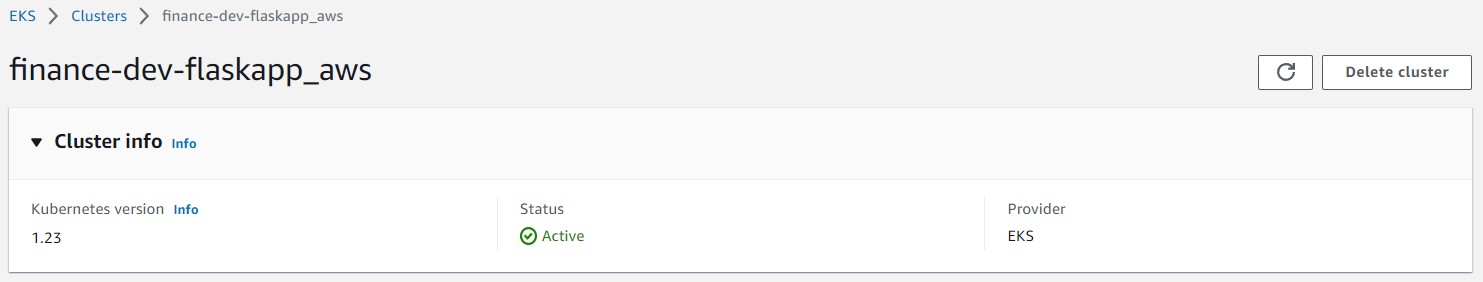 EKS > Clusters > finance-dev-flaskapp_aws
finance-dev-flaskapp_aws
Delete cluster
Cluster info Info
Kubernetes version Info
1.23
Status
Active
Provider
EKS